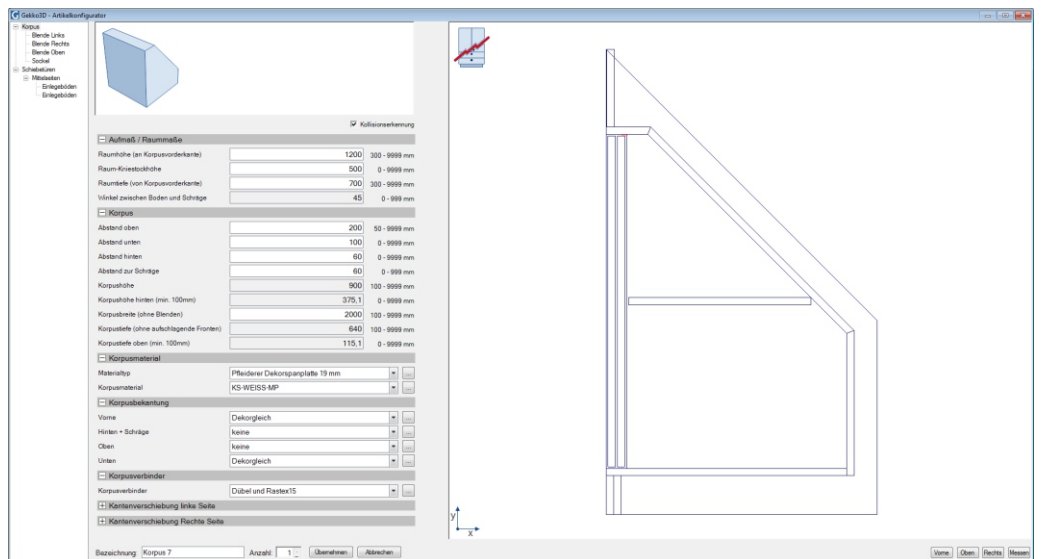 Gekko3D - Artikelkonfigurator
Korpus
Blende Links
Blende Rechts
Blende Oben
Sockel
Schiebetüren
Mittelseiten
Einlegeböden
Einlegeböden
Kollisionserkennung
Aufmaß / Raummaße
Raumhöhe (an Korpusvorderkante) 1200 300 - 9999 mm
Raum-Kniestockhöhe 500 0 - 9999 mm
Raumtiefe (von Korpusvorderkante) 700 300 - 9999 mm
Winkel zwischen Boden und Schräge 45 0 - 999 mm
Korpus
Abstand oben 200 50 - 9999 mm
Abstand unten 100 0 - 9999 mm
Abstand hinten 60 0 - 9999 mm
Abstand zur Schräge 60 0 - 999 mm
Korpushöhe 900 100 - 9999 mm
Korpushöhe hinten (min. 100mm) 375,1 0 - 9999 mm
Korpusbreite (ohne Blenden) 2000 100 - 9999 mm
Korpustiefe (ohne aufschlagende Fronten) 640 100 - 9999 mm
Korpustiefe oben (min. 100mm) 115,1 0 - 9999 mm
Korpusmaterial
Materialtyp Pfleiderer Dekorspanplatte 19 mm ...
Korpusmaterial KS-WEISS-MP ...
Korpusbekantung
Vorne Dekorgleich ...
Hinten + Schräge keine ...
Oben keine ...
Unten Dekorgleich ...
Korpusverbinder
Korpusverbinder Dübel und Rastex15 ...
Kantenverschiebung linke Seite
Kantenverschiebung Rechte Seite
Bezeichnung: Korpus 7 Anzahl: 1 Übernehmen Abbrechen
y
x
Vorne Oben Rechts Messen